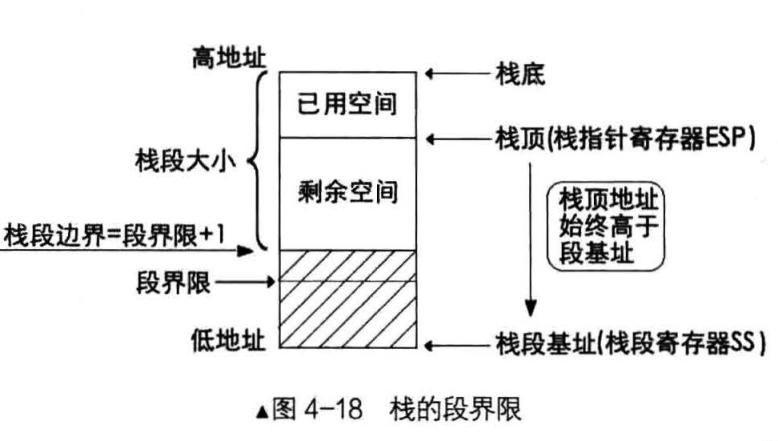 高地址
栈底
已用空间
栈顶(栈指针寄存器ESP)
栈段大小
剩余空间
栈顶地址
始终高于
段基址
栈段边界=段界限+1
段界限
低地址
栈段基址(栈段寄存器SS)
▲图 4-18 栈的段界限